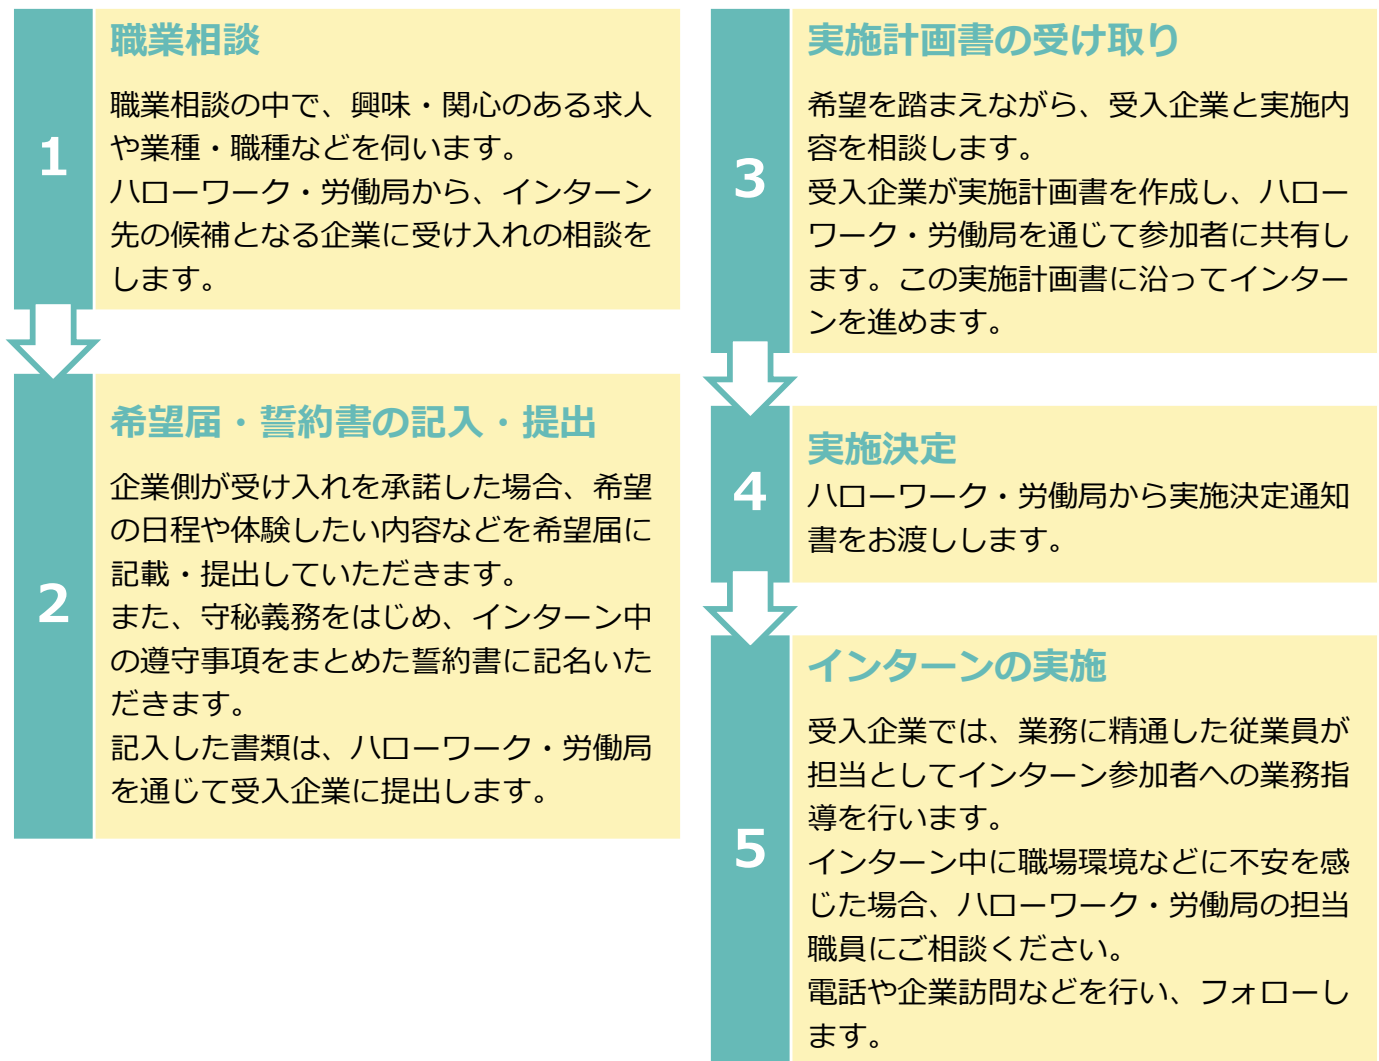 1
職業相談
職業相談の中で、興味・関心のある求人
や業種・職種などを伺います。
ハローワーク・労働局から、インターン
先の候補となる企業に受け入れの相談を
します。
2
希望届・誓約書の記入・提出
企業側が受け入れを承諾した場合、希望
の日程や体験したい内容などを希望届に
記載・提出していただきます。
また、守秘義務をはじめ、インターン中
の遵守事項をまとめた誓約書に記名いた
だきます。
記入した書類は、ハローワーク・労働局
を通じて受入企業に提出します。
3
実施計画書の受け取り
希望を踏まえながら、受入企業と実施内
容を相談します。
受入企業が実施計画書を作成し、ハロー
ワーク・労働局を通じて参加者に共有し
ます。この実施計画書に沿ってインター
ンを進めます。
4
実施決定
ハローワーク・労働局から実施決定通知
書をお渡しします。
5
インターンの実施
受入企業では、業務に精通した従業員が
担当としてインターン参加者への業務指
導を行います。
インターン中に職場環境などに不安を感
じた場合、ハローワーク・労働局の担当
職員にご相談ください。
電話や企業訪問などを行い、フォローし
ます。